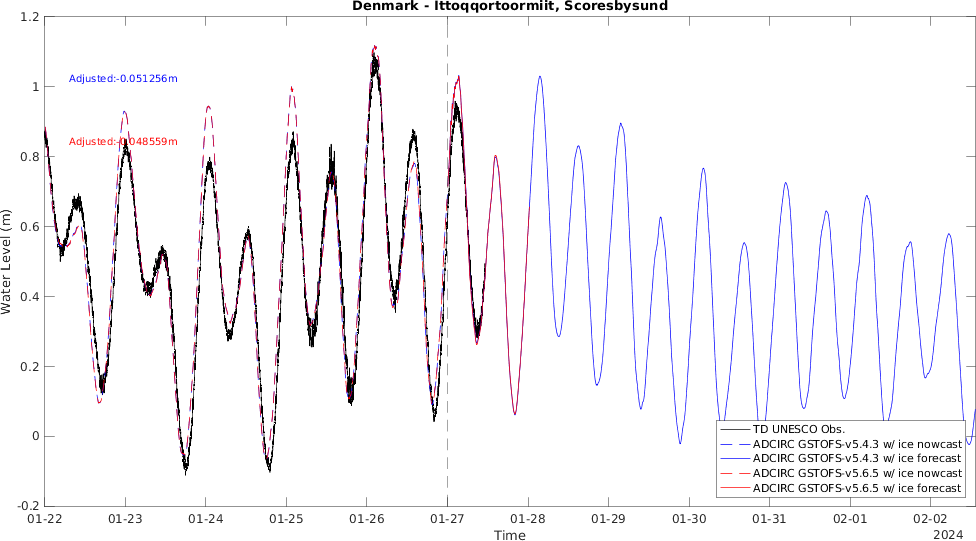 Denmark - Ittoqqortoormiit, Scoresbysund
1.2
1
0.8
0.6
0.4
0.2
0
-0.2
Water Level (m)
Adjusted:-0.051256m
Adjusted:-0.048559m
TD UNESCO Obs.
ADCIRC GSTOFS-v5.4.3 w/ ice nowcast
ADCIRC GSTOFS-v5.4.3 w/ ice forecast
ADCIRC GSTOFS-v5.6.5 w/ ice nowcast
ADCIRC GSTOFS-v5.6.5 w/ ice forecast
01-22 01-23 01-24 01-25 01-26 01-27 01-28 01-29 01-30 01-31 02-01 02-02
2024
Time